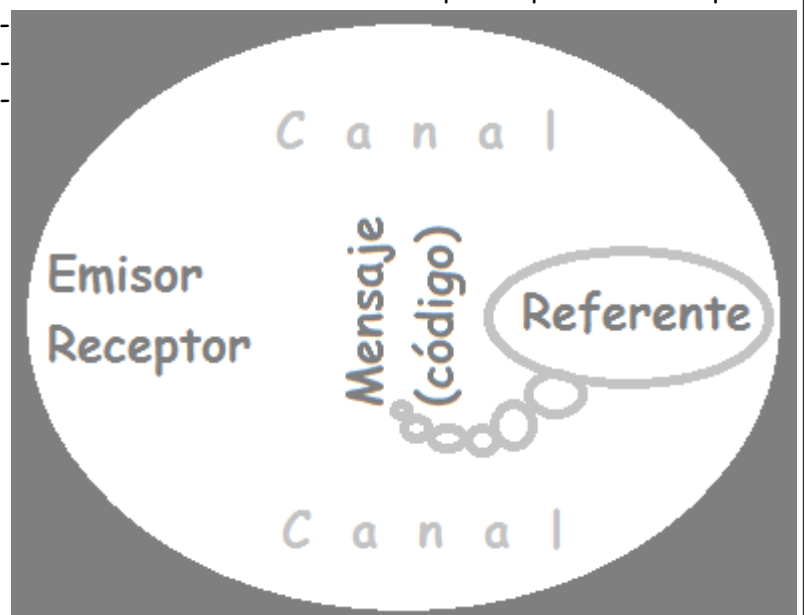 C a n a l
Emisor
Receptor
Mensaje
(código)
Referente
C a n a l